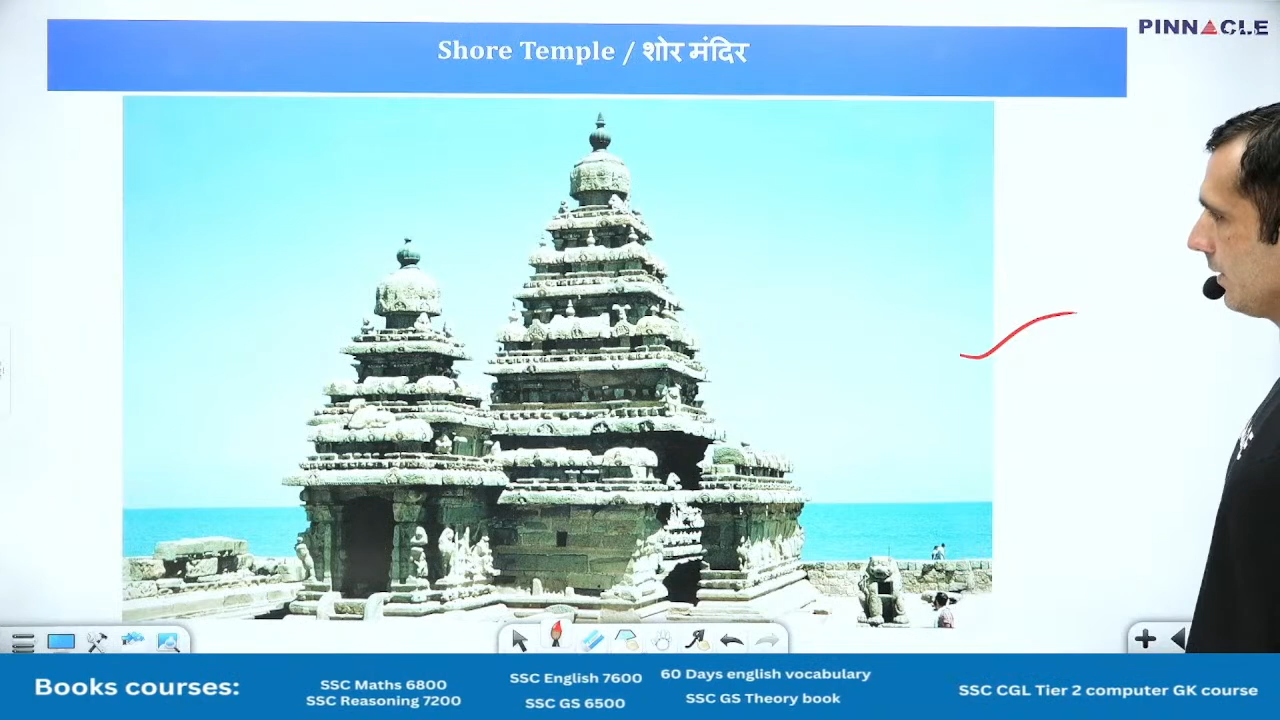 PINNACLE
Shore Temple / शोर मंदिर
Books courses:
SSC Maths 6800
SSC Reasoning 7200
SSC English 7600
SSC GS 6500
60 Days english vocabulary
SSC GS Theory book
SSC CGL Tier 2 computer GK course